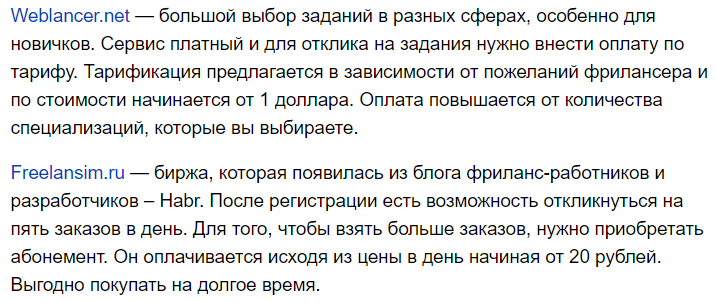 Weblancer.net — большой выбор заданий в разных сферах, особенно для
новичков. Сервис платный и для отклика на задания нужно внести оплату по
тарифу. Тарификация предлагается в зависимости от пожеланий фрилансера и
по стоимости начинается от 1 доллара. Оплата повышается от количества
специализаций, которые вы выбираете.
Freelansim.ru — биржа, которая появилась из блога фриланс-работников и
разработчиков – Habr. После регистрации есть возможность откликнуться на
пять заказов в день. Для того, чтобы взять больше заказов, нужно приобретать
абонемент. Он оплачивается исходя из цены в день начиная от 20 рублей.
Выгодно покупать на долгое время.